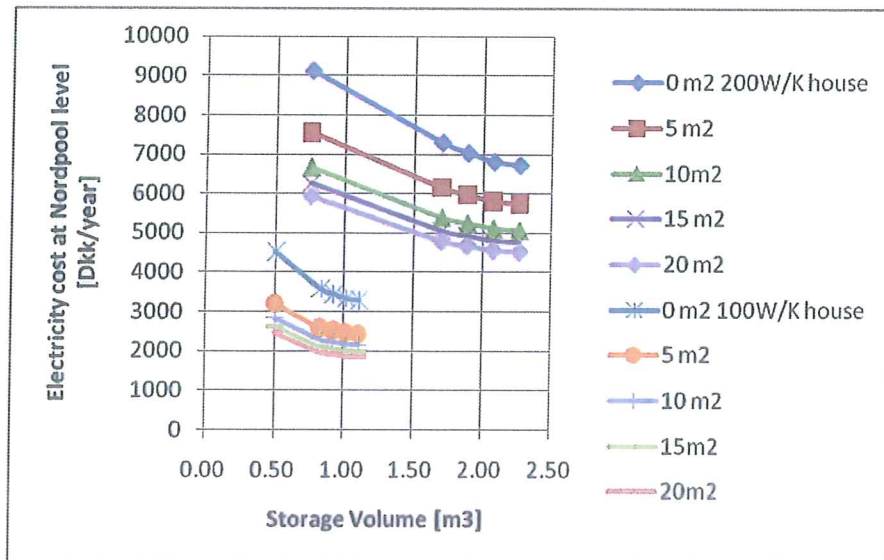 Electricity cost at Nordpool level
[Dkk/year]
10000
9000
8000
7000
6000
5000
4000
3000
2000
1000
0
0.00 0.50 1.00 1.50 2.00 2.50
Storage Volume [m3]
0 m2 200W/K house
5 m2
10m2
15 m2
20 m2
0 m2 100W/K house
5 m2
10 m2
15m2
20m2